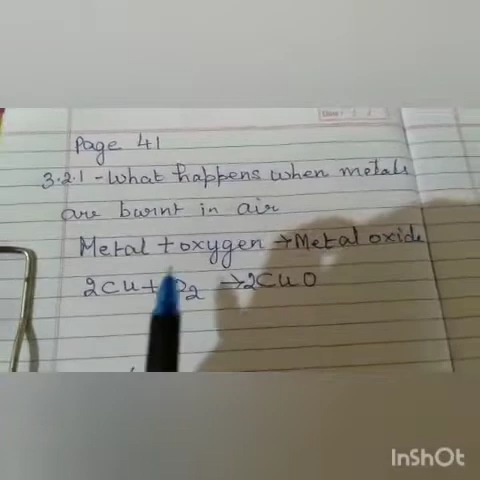 Page 41
3.2.1 - What happens when metals
are burnt in air
Metal + oxygen → Metal oxide
2Cu + O2 → 2CuO
InShOt